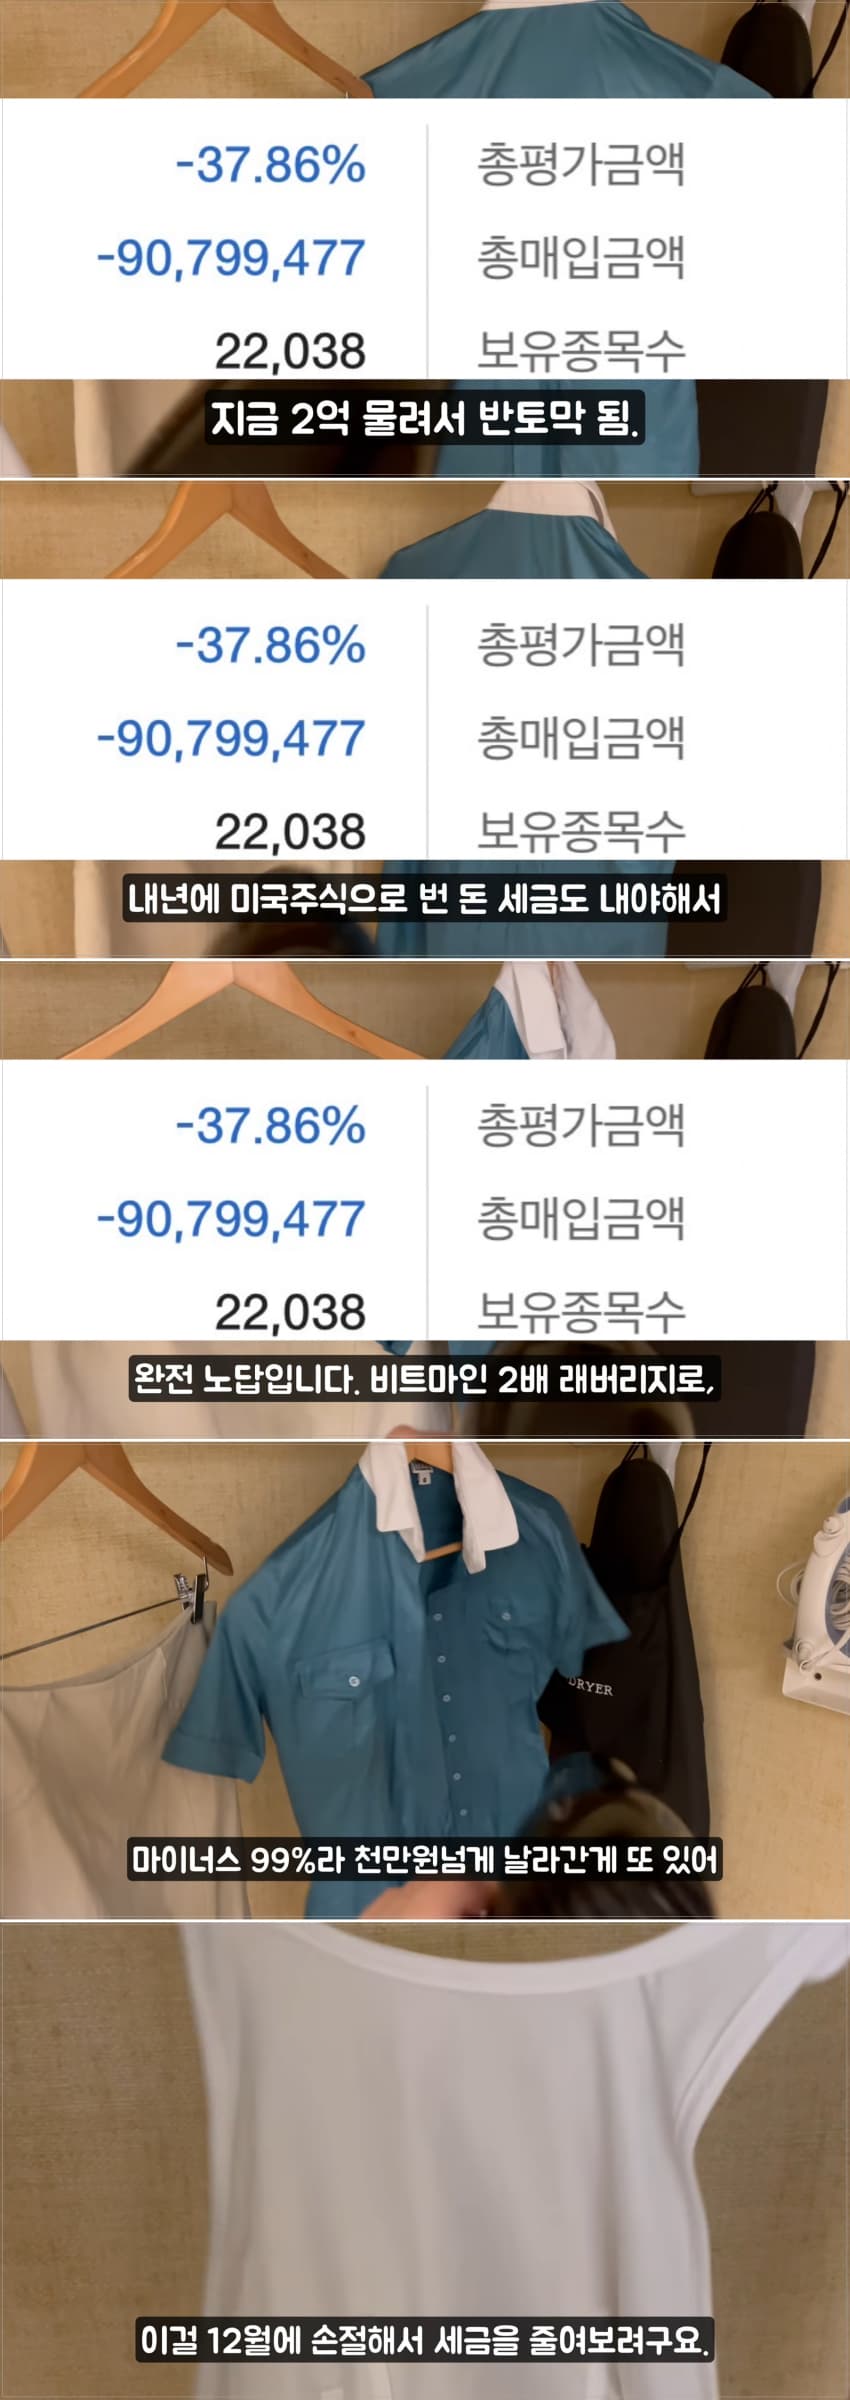 -37.86% 총평가금액
-90,799,477 총매입금액
22,038 보유종목수
지금 2억 물려서 반토막 됨.
-37.86% 총평가금액
-90,799,477 총매입금액
22,038 보유종목수
내년에 미국주식으로 번 돈 세금도 내야해서
-37.86% 총평가금액
-90,799,477 총매입금액
22,038 보유종목수
완전 노답입니다. 비트마인 2배 래버리지로,
DRYER
마이너스 99%라 천만원넘게 날라간게 또 있어
이걸 12월에 손절해서 세금을 줄여보려구요.